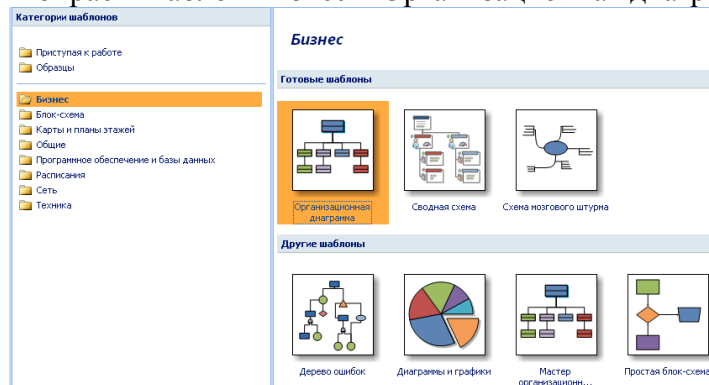 Категории шаблонов
Приступая к работе
Образцы
Бизнес
Блок-схема
Карты и планы этажей
Общие
Программное обеспечение и базы данных
Расписания
Сеть
Техника
Бизнес
Готовые шаблоны
Организационная диаграмма
Сводная схема
Схема мозгового штурма
Другие шаблоны
Дерево ошибок
Диаграммы и графики
Мастер организационн...
Простая блок-схема